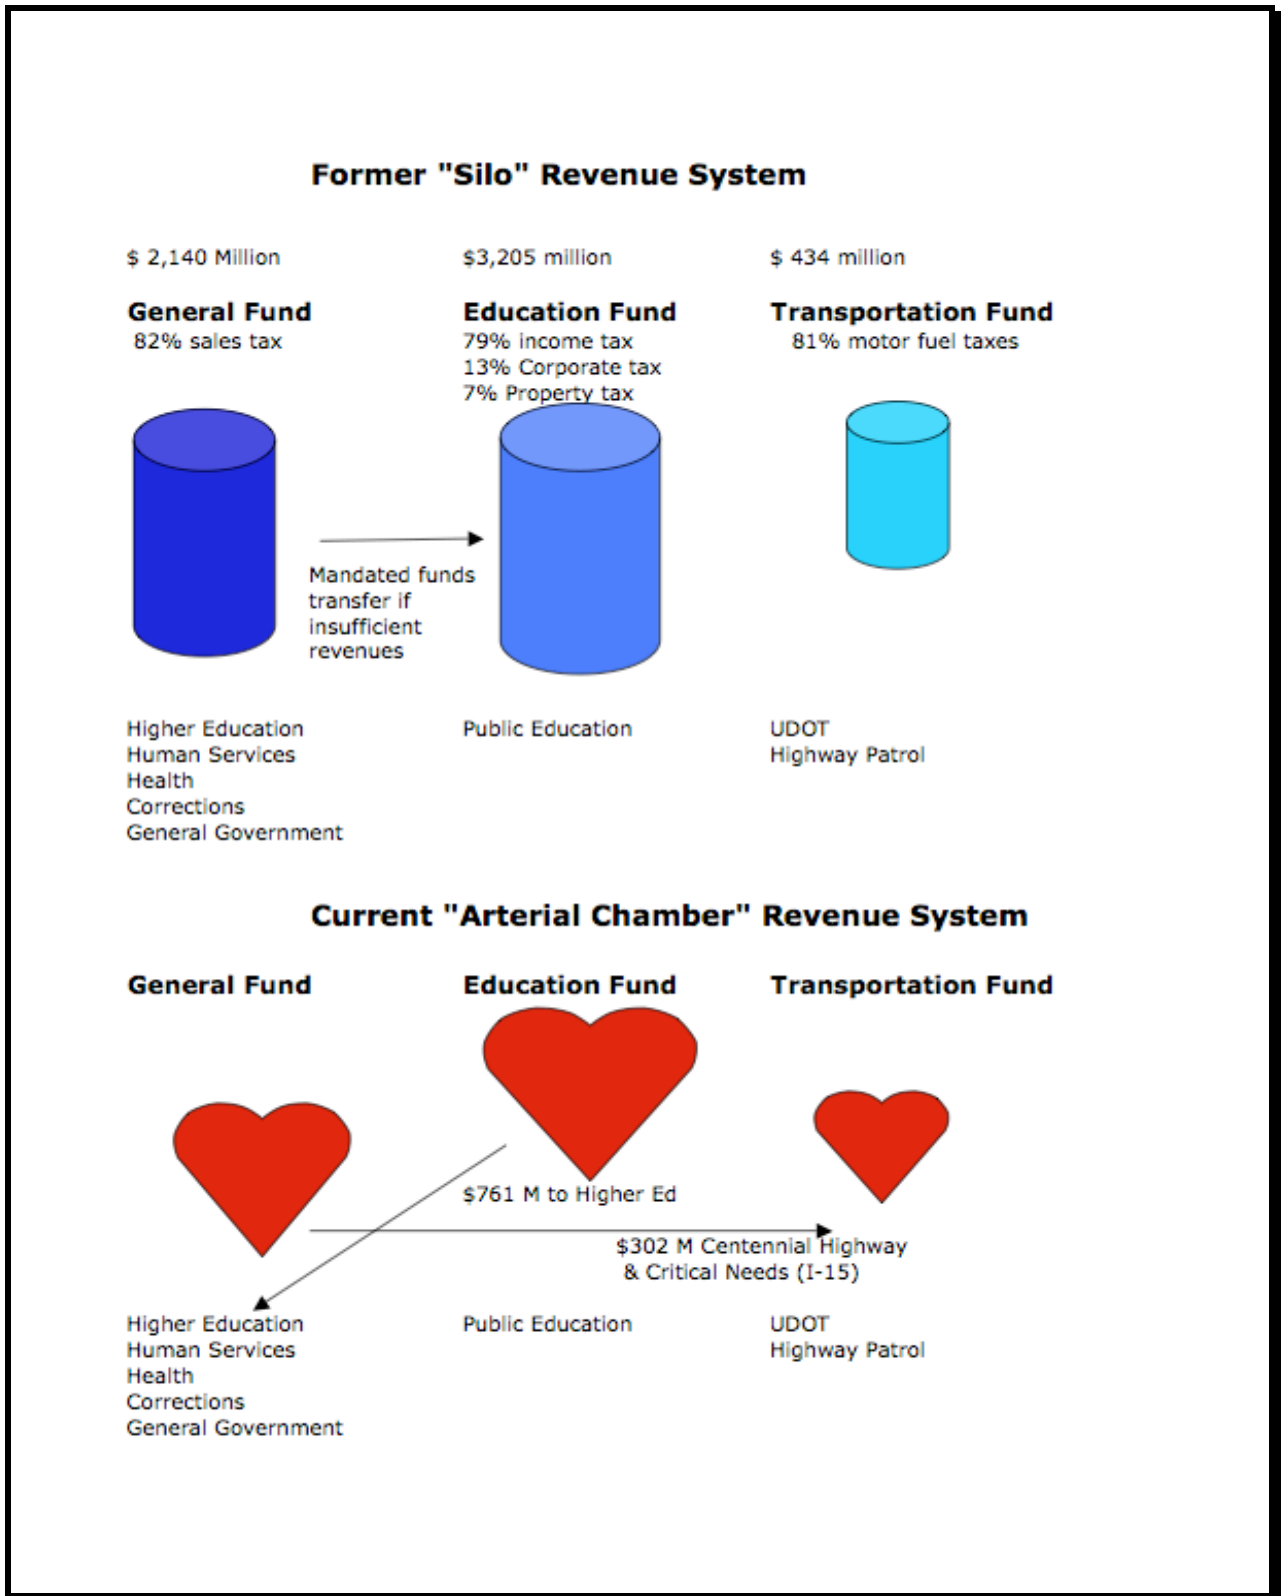 Former "Silo" Revenue System
$ 2,140 Million
$3,205 million
$ 434 million
General Fund
Education Fund
Transportation Fund
82% sales tax
79% income tax
81% motor fuel taxes
13% Corporate tax
7% Property tax
Mandated funds
transfer if
insufficient
revenues
Higher Education
Human Services
Health
Corrections
General Government
Public Education
UDOT
Highway Patrol
Current "Arterial Chamber" Revenue System
General Fund
Education Fund
Transportation Fund
$761 M to Higher Ed
$302 M Centennial Highway
& Critical Needs (I-15)
Higher Education
Human Services
Health
Corrections
General Government
Public Education
UDOT
Highway Patrol